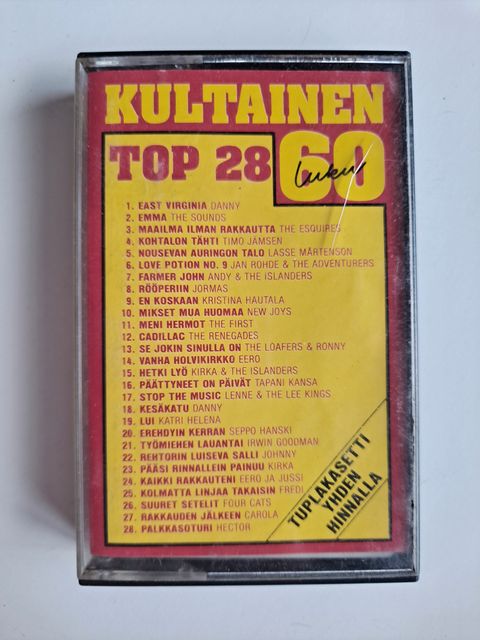 KULTAINEN
TOP 28 60
luku
1. EAST VIRGINIA DANNY
2. EMMA THE SOUNDS
3. MAAILMA ILMAN RAKKAUTTA THE ESQUIRES
4. KOHTALON TÄHTI TIMO JÄMSEN
5. NOUSEVAN AURINGON TALO LASSE MÅRTENSON
6. LOVE POTION NO. 9 JAN ROHDE & THE ADVENTURERS
7. FARMER JOHN ANDY & THE ISLANDERS
8. RÖÖPERIIN JORMAS
9. EN KOSKAAN KRISTINA HAUTALA
10. MIKSET MUA HUOMAA NEW JOYS
11. MENI HERMOT THE FIRST
12. CADILLAC THE RENEGADES
13. SE JOKIN SINULLA ON THE LOAFERS & RONNY
14. VANHA HOLVIKIRKKO EERO
15. HETKI LYÖ KIRKA & THE ISLANDERS
16. PÄÄTTYNEET ON PÄIVÄT TAPANI KANSA
17. STOP THE MUSIC LENNE & THE LEE KINGS
18. KESÄKATU DANNY
19. LUI KATRI HELENA
20. EREHDYIN KERRAN SEPPO HANSKI
21. TYÖMIEHEN LAUANTAI IRWIN GOODMAN
22. REHTORIN LUISEVA SALLI JOHNNY
23. PÄÄSI RINNALLEIN PAINUU KIRKA
24. KAIKKI RAKKAUTENI EERO JA JUSSI
25. KOLMATTA LINJAA TAKAISIN FREDI
26. SUURET SETELIT FOUR CATS
27. RAKKAUDEN JÄLKEEN CAROLA
28. PALKKASOTURI HECTOR
TUPLAKASETTI
YHDEN
HINNALLA